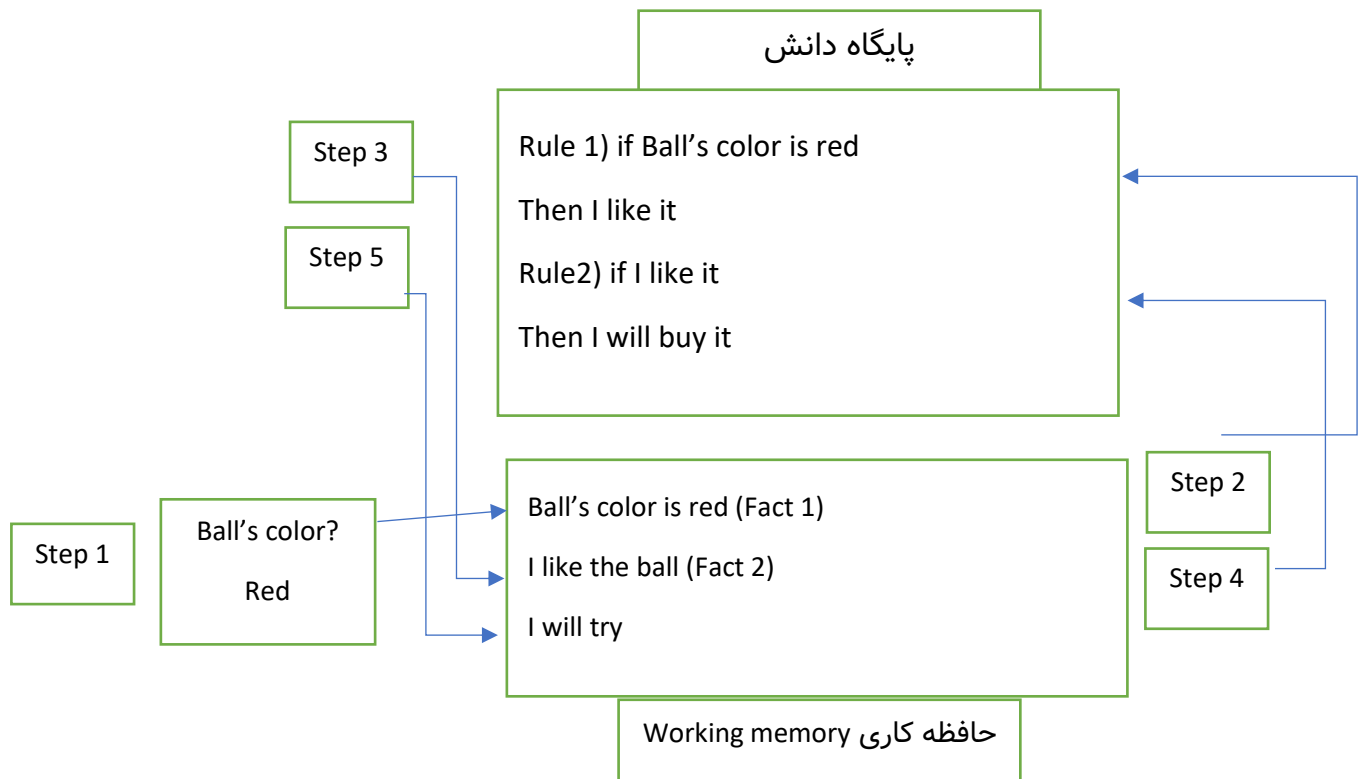 پایگاه دانش
Step 3
Rule 1) if Ball’s color is red
Then I like it
Step 5
Rule2) if I like it
Then I will buy it
Step 2
Ball’s color is red (Fact 1)
Step 1
Ball’s color?
Red
I like the ball (Fact 2)
Step 4
I will try
حافظه کاری Working memory